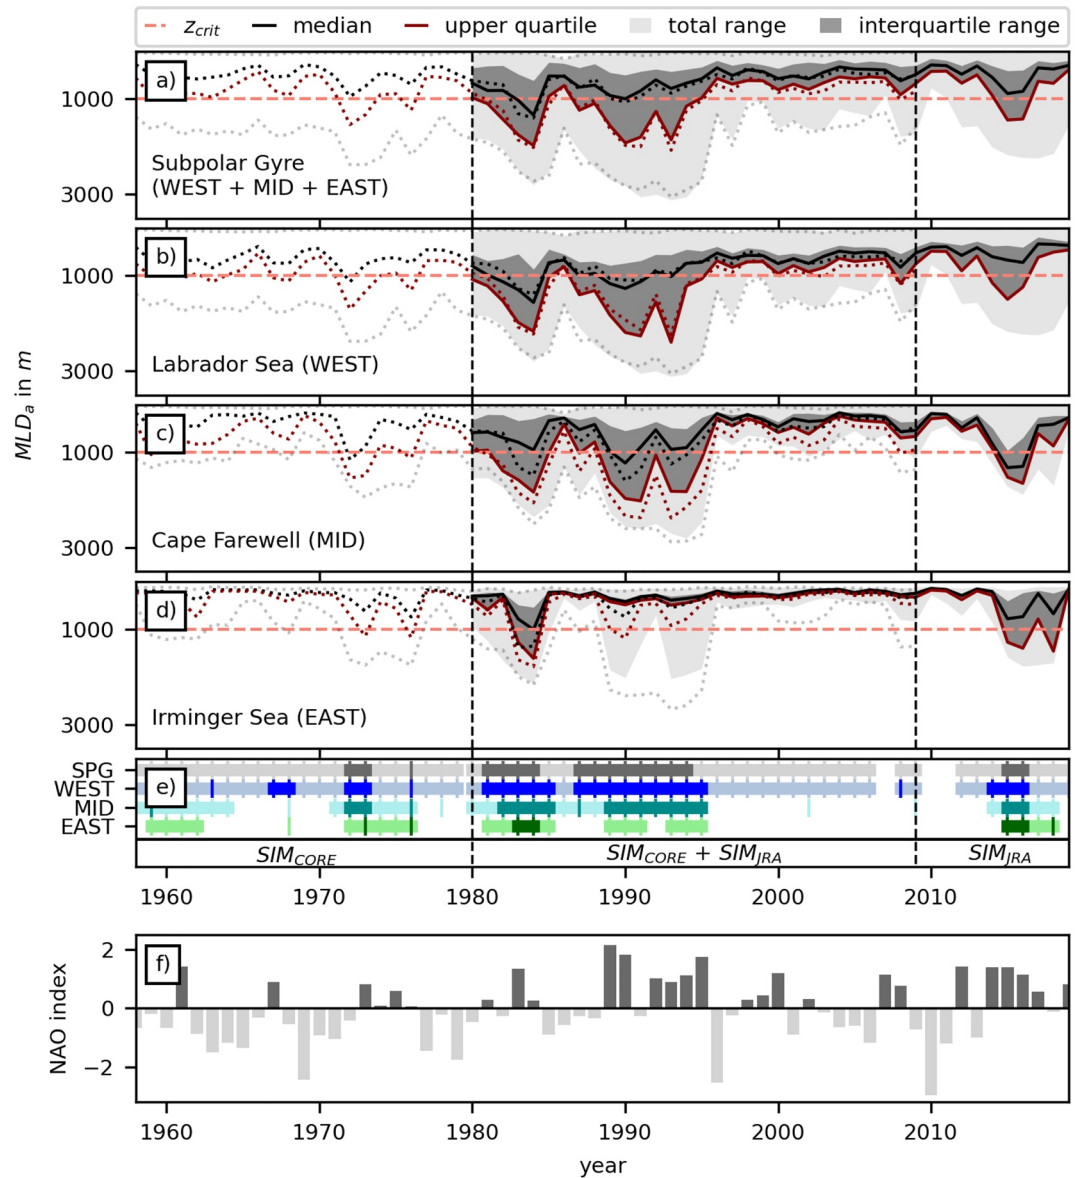 z_crit median upper quartile total range interquartile range
a)
1000
3000
Subpolar Gyre
(WEST + MID + EAST)
b)
1000
3000
Labrador Sea (WEST)
MLD_a in m
c)
1000
3000
Cape Farewell (MID)
d)
1000
3000
Irminger Sea (EAST)
e)
SPG
WEST
MID
EAST
SIM_CORE SIM_CORE + SIM_JRA SIM_JRA
1960 1970 1980 1990 2000 2010
f)
2
0
−2
NAO index
1960 1970 1980 1990 2000 2010
year